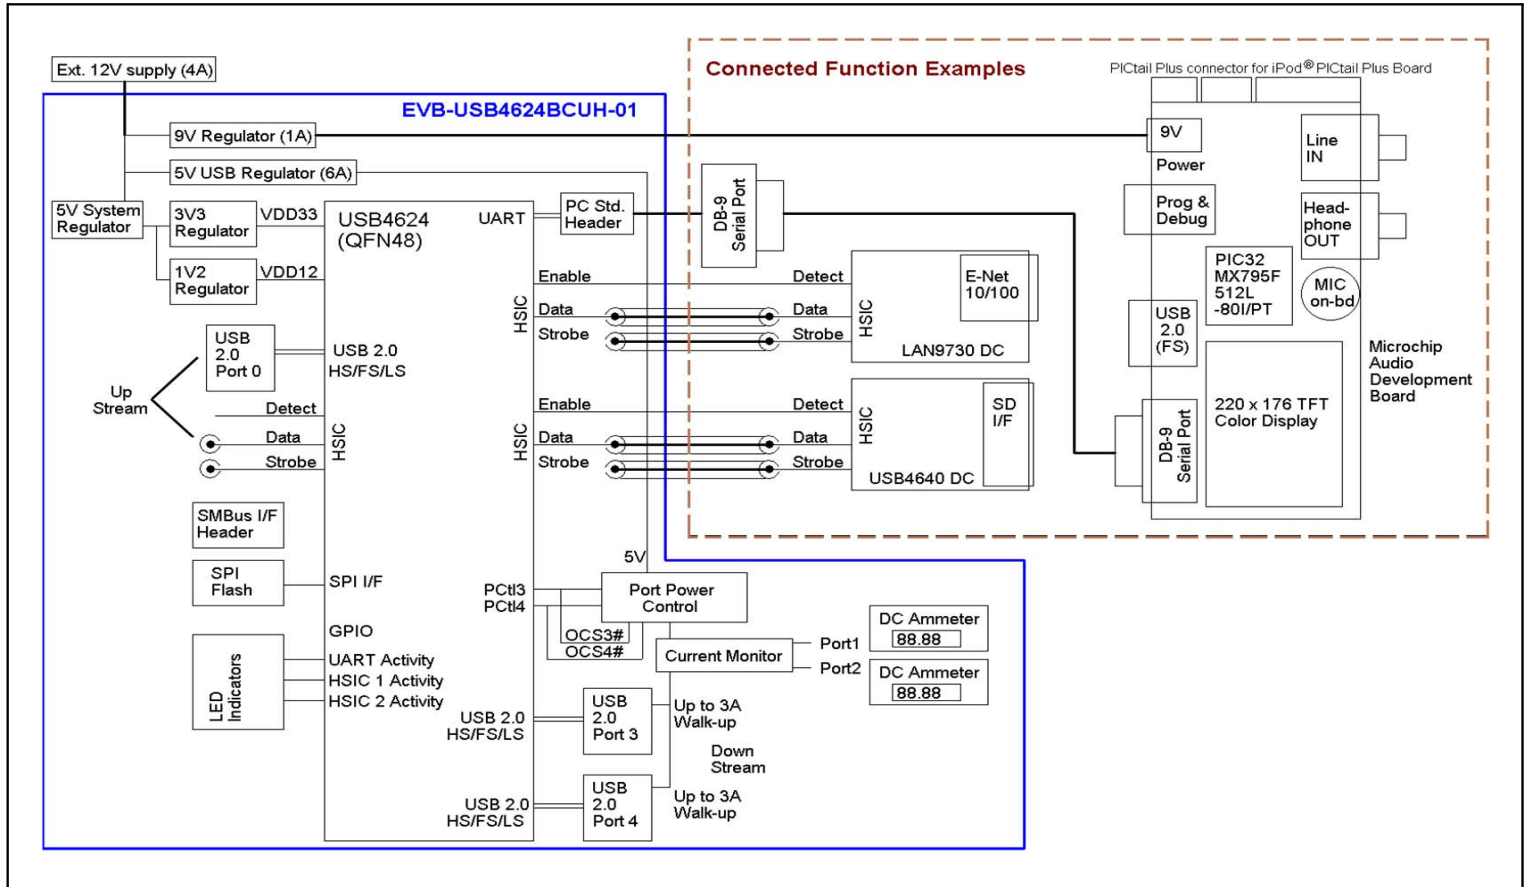 Ext. 12V supply (4A)
EVB-USB4624BCUH-01
9V Regulator (1A)
5V USB Regulator (6A)
5V System
Regulator
3V3
Regulator
VDD33
1V2
Regulator
VDD12
USB4624
(QFN48)
UART
PC Std.
Header
USB
2.0
Port 0
USB 2.0
HS/FS/LS
Up
Stream
Detect
Data
Strobe
HSIC
Enable
Data
Strobe
HSIC
Enable
Data
Strobe
HSIC
SMBus I/F
Header
SPI
Flash
SPI I/F
GPIO
LED
Indicators
UART Activity
HSIC 1 Activity
HSIC 2 Activity
5V
PCtl3
PCtl4
Port Power
Control
OCS3#
OCS4#
Current Monitor
Port1
Port2
DC Ammeter
88.88
DC Ammeter
88.88
USB 2.0
HS/FS/LS
USB
2.0
Port 3
Up to 3A
Walk-up
Down
Stream
USB 2.0
HS/FS/LS
USB
2.0
Port 4
Up to 3A
Walk-up
Connected Function Examples
DB-9
Serial Port
Detect
Data
Strobe
HSIC
E-Net
10/100
LAN9730 DC
Detect
Data
Strobe
HSIC
SD
I/F
USB4640 DC
PICtail Plus connector for iPod® PICtail Plus Board
9V
Power
Line
IN
Prog &
Debug
Head-
phone
OUT
PIC32
MX795F
512L
-80I/PT
MIC
on-bd
USB
2.0
(FS)
220 x 176 TFT
Color Display
DB-9
Serial Port
Microchip
Audio
Development
Board